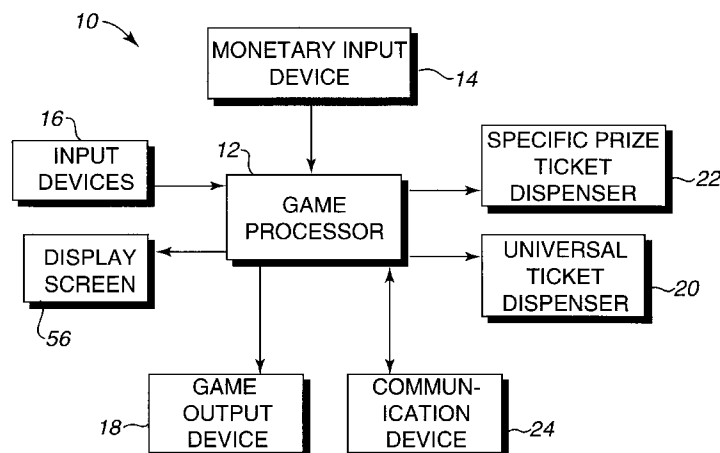 10
MONETARY INPUT
DEVICE
14
16
INPUT
DEVICES
12
GAME
PROCESSOR
SPECIFIC PRIZE
TICKET
DISPENSER
22
DISPLAY
SCREEN
56
UNIVERSAL
TICKET
DISPENSER
20
GAME
OUTPUT
DEVICE
18
COMMUN-
ICATION
DEVICE
24